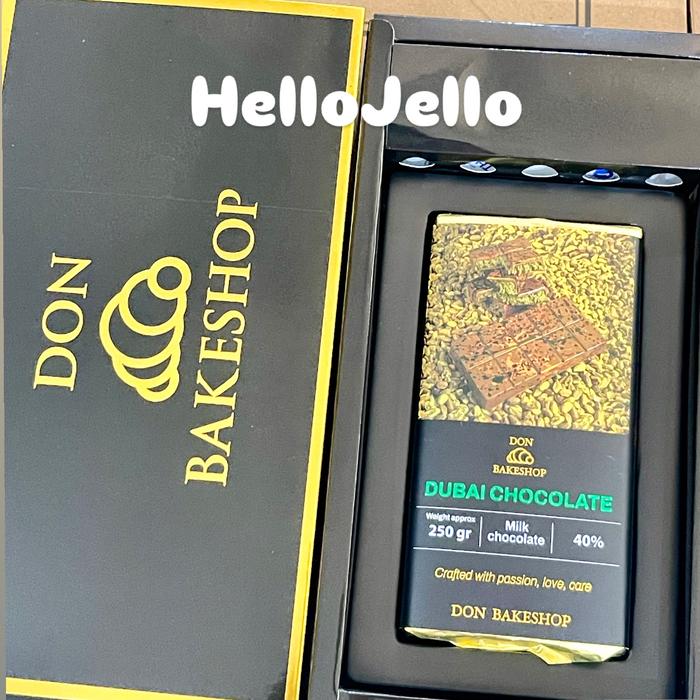 HelloJello
DON
BAKESHOP
DON
BAKESHOP
DUBAI CHOCOLATE
Weight approx
250 gr
Milk
chocolate
40%
Crafted with passion, love, care
DON BAKESHOP